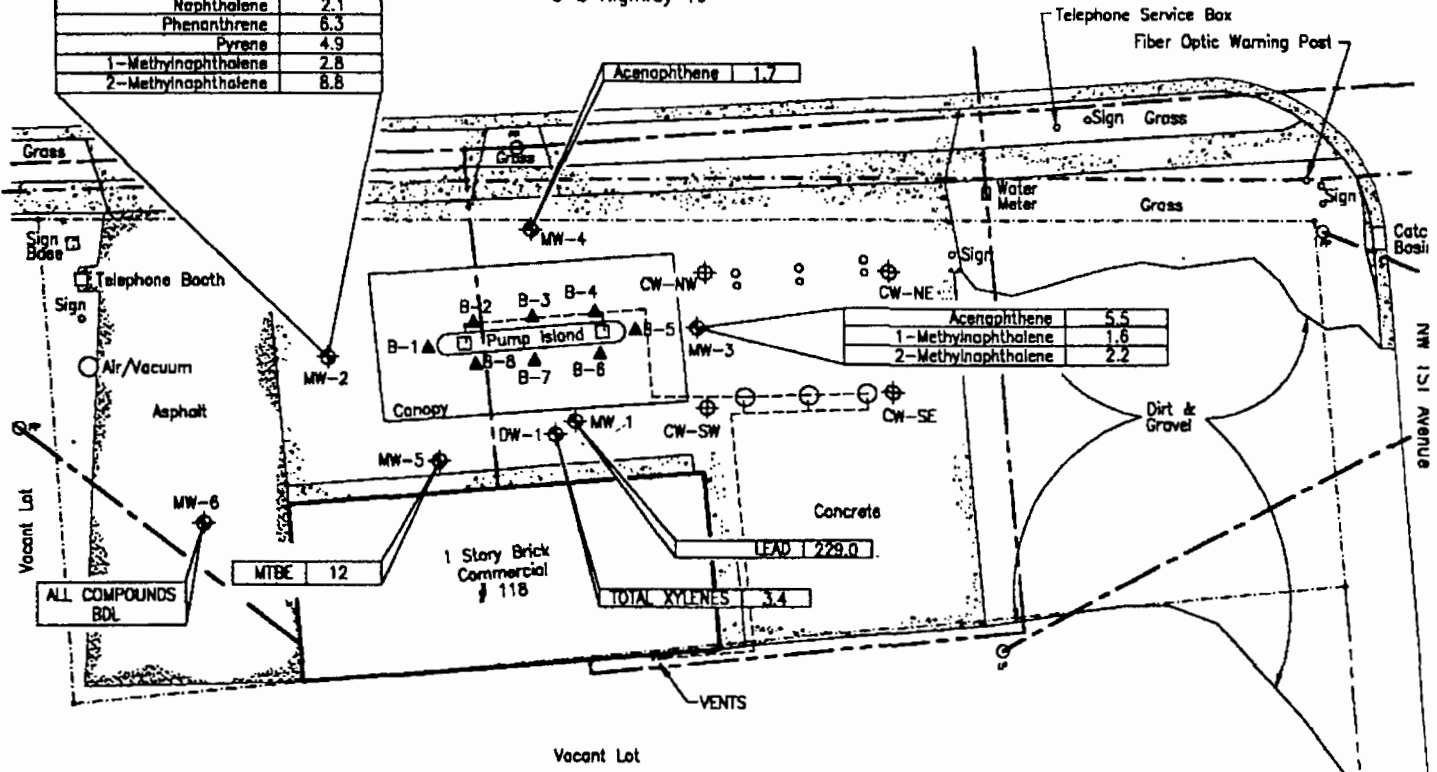 Naphthalene 2.1
Phenanthrene 6.3
Pyrene 4.9
1-Methylnaphthalene 2.8
2-Methylnaphthalene 8.8
Telephone Service Box
Fiber Optic Warning Post
Acenaphthene 1.7
Sign Grass
Grass
Grass
Water
Meter
Grass
Sign
Sign
Base
MW-4
Catc
Basi
Telephone Booth
Sign
Sign
CW-NW
CW-NE
B-2
B-3
B-4
B-1
Pump Island
B-5
MW-3
Acenaphthene 5.5
1-Methylnaphthalene 1.6
2-Methylnaphthalene 2.2
B-8
B-7
B-6
MW-2
Air/Vacuum
Asphalt
Canopy
DW-1
MW 1
CW-SW
CW-SE
Dirt &
Gravel
NW 1ST Avenue
MW-5
MW-6
Vacant Lot
Concrete
1 Story Brick
Commercial
# 118
LEAD 229.0
MTBE 12
TOTAL XYLENES 3.4
ALL COMPOUNDS
BDL
VENTS
Vacant Lot